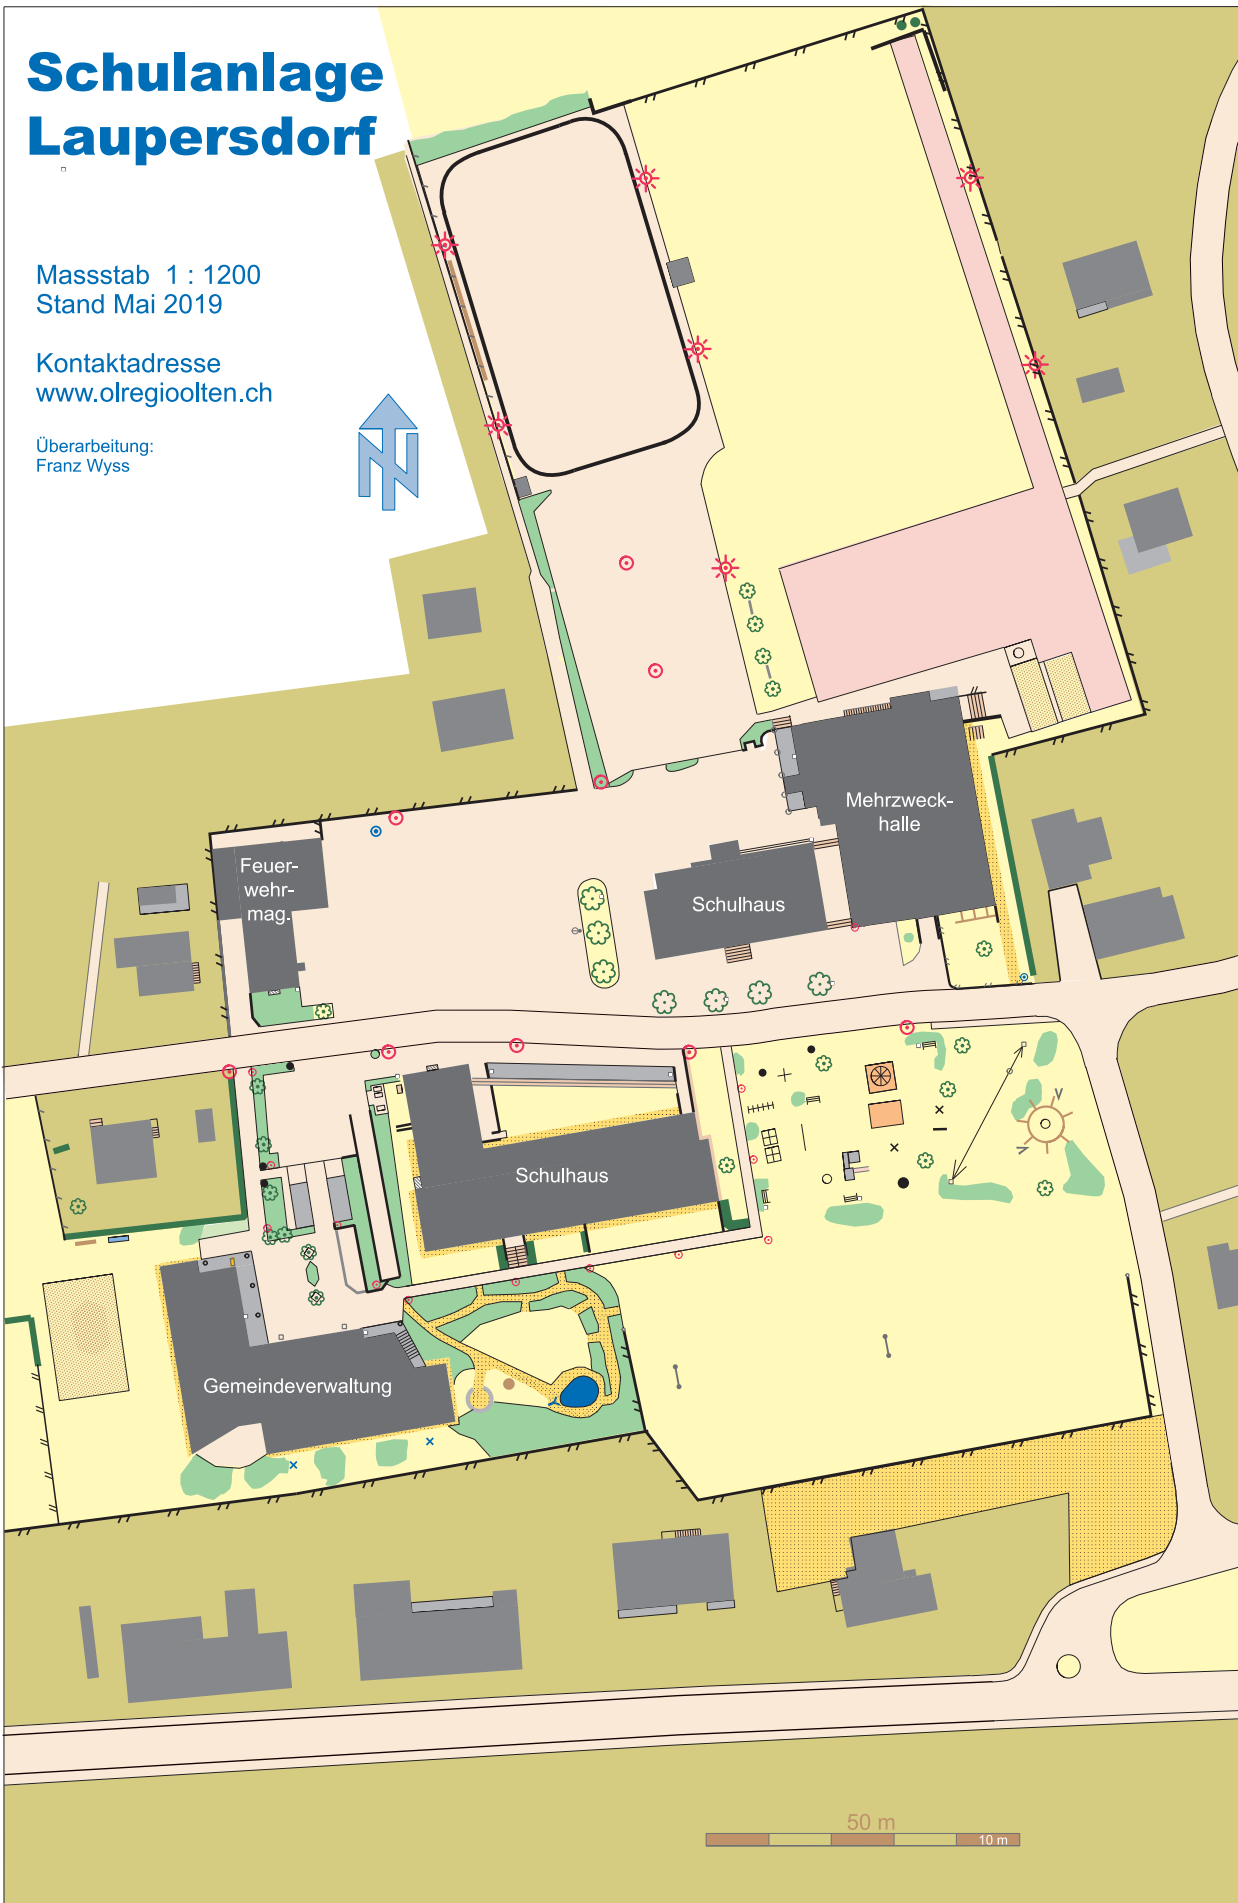 Schulanlage
Laupersdorf
Massstab 1 : 1200
Stand Mai 2019
Kontaktadresse
www.olregioolten.ch
Überarbeitung:
Franz Wyss
N
Mehrzweck-
halle
Feuer-
wehr-
mag.
Schulhaus
Schulhaus
Gemeindeverwaltung
50 m
10 m